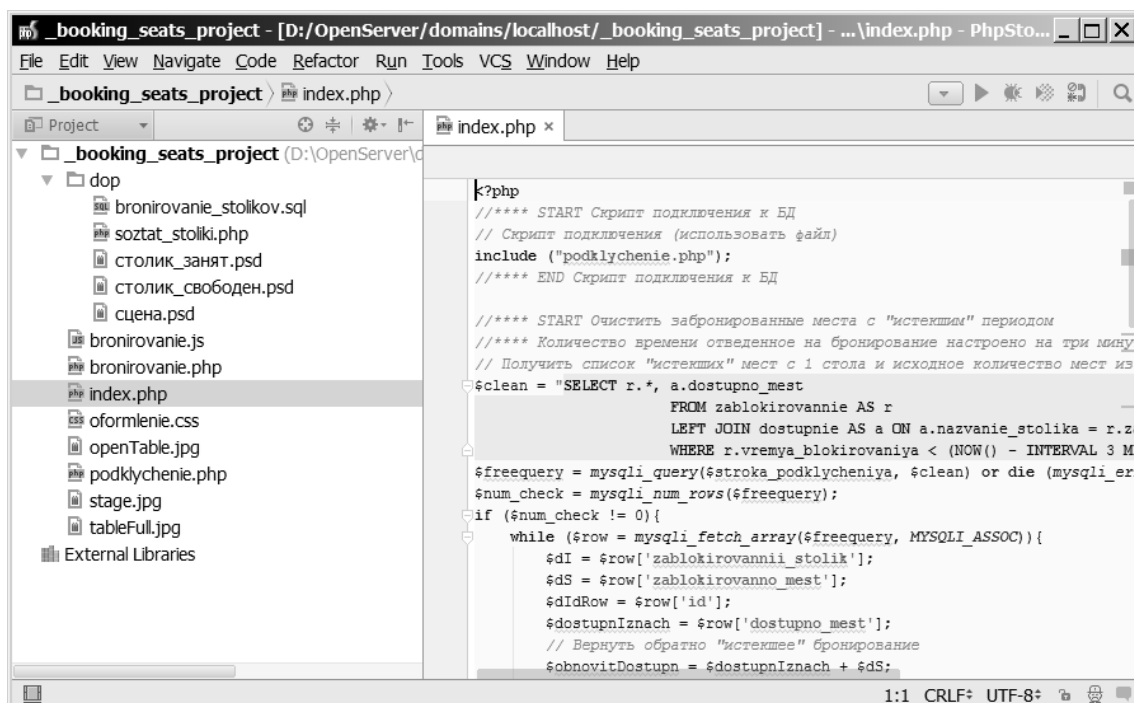 _booking_seats_project - [D:/OpenServer/domains/localhost/_booking_seats_project] - ...\index.php - PhpSto...
File Edit View Navigate Code Refactor Run Tools VCS Window Help
_booking_seats_project index.php
Project
index.php ×
_booking_seats_project (D:\OpenServer\d
dop
bronirovanie_stolikov.sql
soztat_stoliki.php
столик_занят.psd
столик_свободен.psd
сцена.psd
bronirovanie.js
bronirovanie.php
index.php
oformlenie.css
openTable.jpg
podklychenie.php
stage.jpg
tableFull.jpg
External Libraries
<?php
//**** START Скрипт подключения к БД
// Скрипт подключения (использовать файл)
include ("podklychenie.php");
//**** END Скрипт подключения к БД
//**** START Очистить забронированные места с "истекшим" периодом
//**** Количество времени отведенное на бронирование настроено на три мину
// Получить список "истекших" мест с 1 стола и исходное количество мест из
$clean = "SELECT r.*, a.dostupno_mest
FROM zablokirovannie AS r
LEFT JOIN dostupnie AS a ON a.nazvanie_stolika = r.za
WHERE r.vremya_blokirovaniya < (NOW() - INTERVAL 3 M
$freequery = mysqli_query($stroka_podklycheniya, $clean) or die (mysqli_er
$num_check = mysqli_num_rows($freequery);
if ($num_check != 0){
while ($row = mysqli_fetch_array($freequery, MYSQLI_ASSOC)){
$dI = $row['zablokirovannii_stolik'];
$dS = $row['zablokirovanno_mest'];
$dIdRow = $row['id'];
$dostupnIznach = $row['dostupno_mest'];
// Вернуть обратно "истекшее" бронирование
$obnovitDostupn = $dostupnIznach + $dS;
1:1 CRLF UTF-8